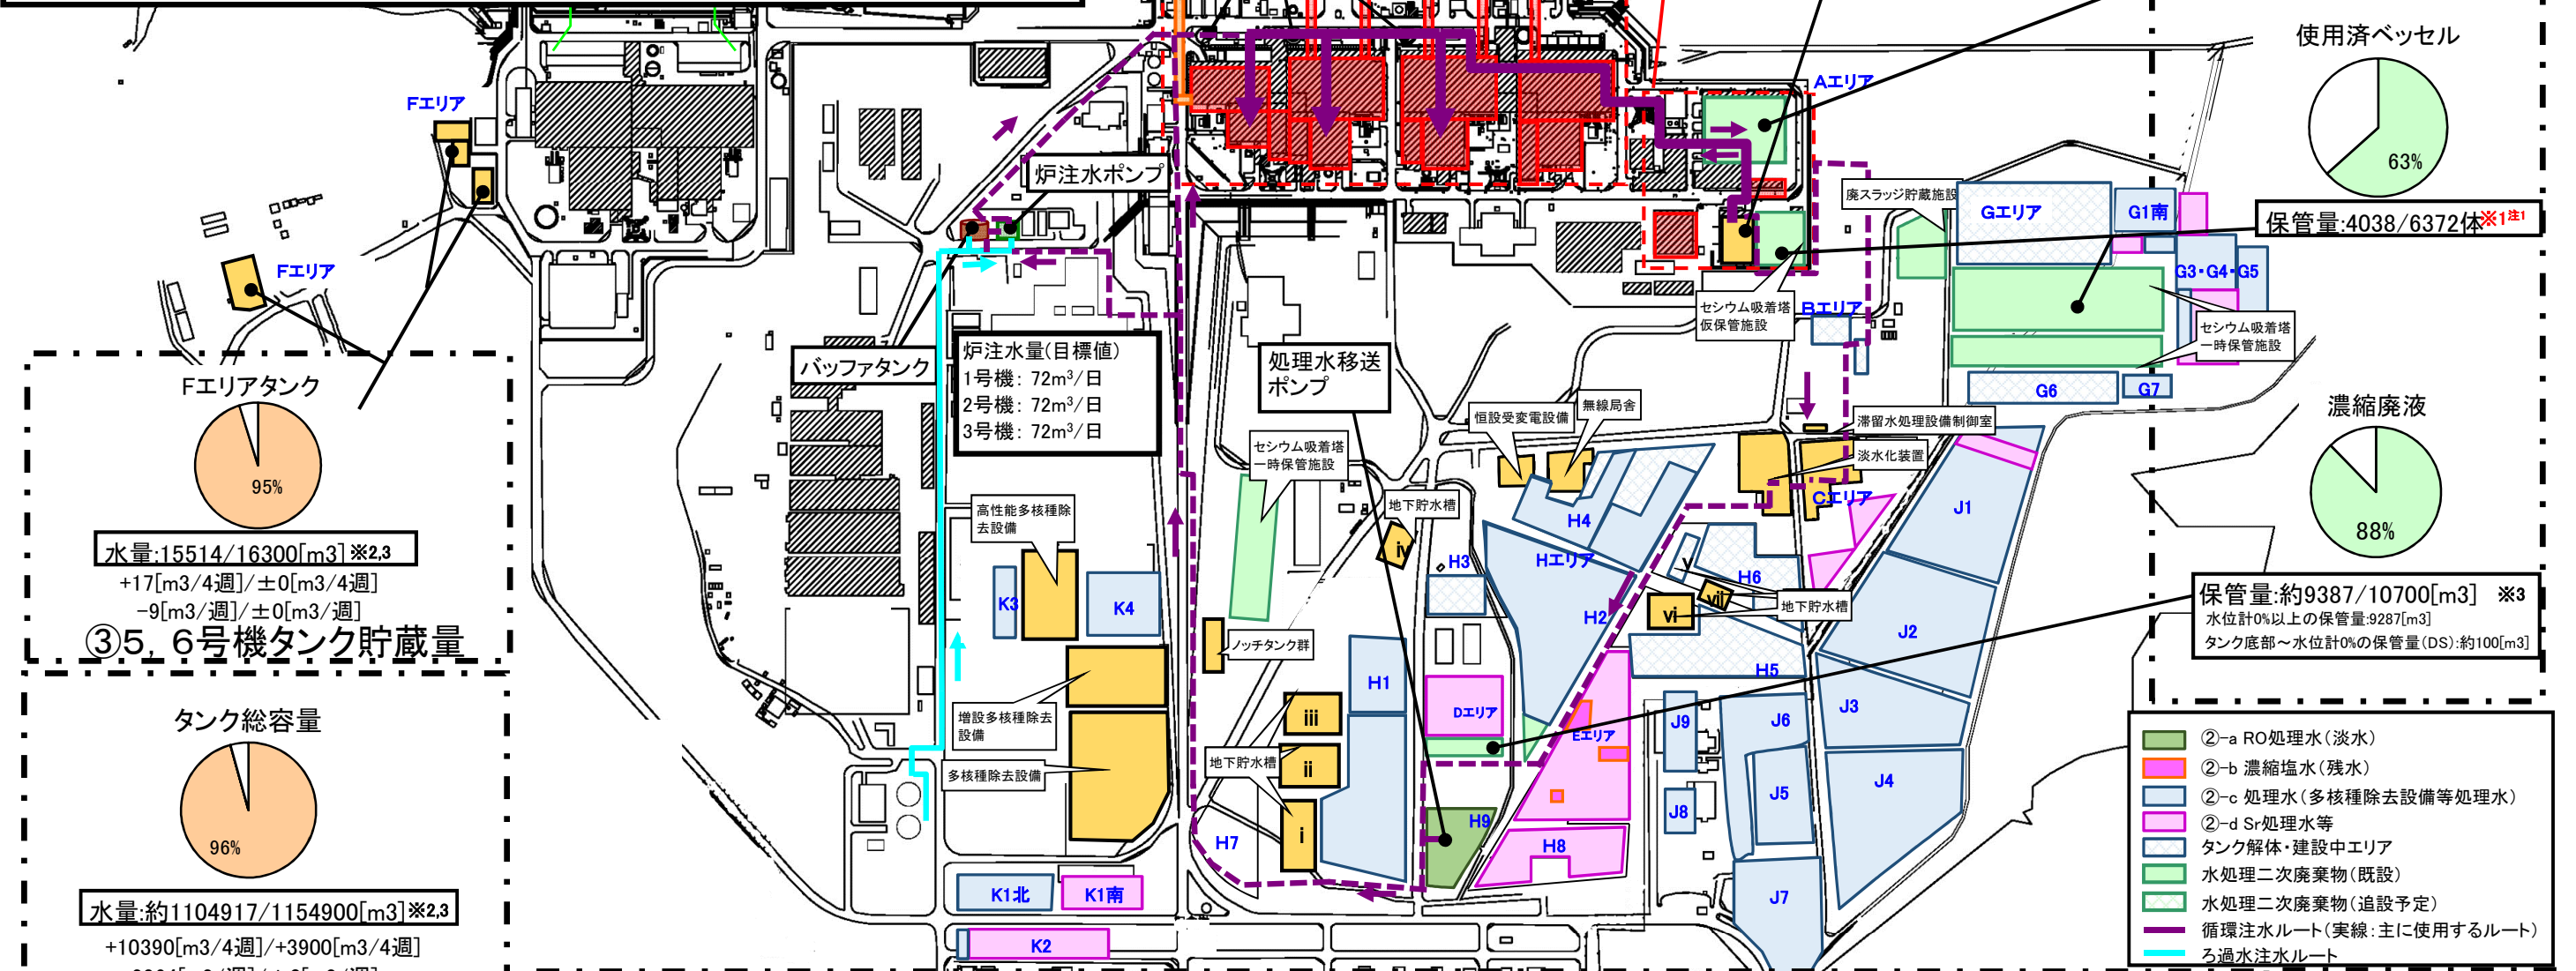 使用済ベッセル
63%
保管量:4038/6372体※1注1
Aエリア
Fエリア
Fエリア
炉注水ポンプ
廃スラッジ貯蔵施設
Gエリア
G1南
G3・G4・G5
セシウム吸着塔
仮保管施設
Bエリア
セシウム吸着塔
一時保管施設
G6
G7
バッファタンク
炉注水量(目標値)
1号機: 72m³/日
2号機: 72m³/日
3号機: 72m³/日
処理水移送
ポンプ
Fエリアタンク
95%
水量:15514/16300[m3]※2,3
+17[m3/4週]/±0[m3/4週]
-9[m3/週]/±0[m3/週]
③5，6号機タンク貯蔵量
恒設受変電設備
無線局舎
滞留水処理設備制御室
淡水化装置
Cエリア
濃縮廃液
88%
保管量:約9387/10700[m3] ※3
水位計0%以上の保管量:9287[m3]
タンク底部～水位計0%の保管量(DS):約100[m3]
セシウム吸着塔
一時保管施設
高性能多核種除
去設備
地下貯水槽
iv
H3
H4
Hエリア
H2
v
H6
vi
vii
地下貯水槽
H5
J1
J2
J3
J4
J5
J6
J7
J8
J9
K3
K4
ノッチタンク群
増設多核種除去
設備
多核種除去設備
地下貯水槽
iii
ii
i
H1
Dエリア
Eエリア
H7
H9
H8
K1北
K1南
K2
タンク総容量
96%
水量:約1104917/1154900[m3]※2,3
+10390[m3/4週]/+3900[m3/4週]
②-a RO処理水(淡水)
②-b 濃縮塩水(残水)
②-c 処理水(多核種除去設備等処理水)
②-d Sr処理水等
タンク解体・建設中エリア
水処理二次廃棄物(既設)
水処理二次廃棄物(追設予定)
循環注水ルート(実線:主に使用するルート)
ろ過水注水ルート